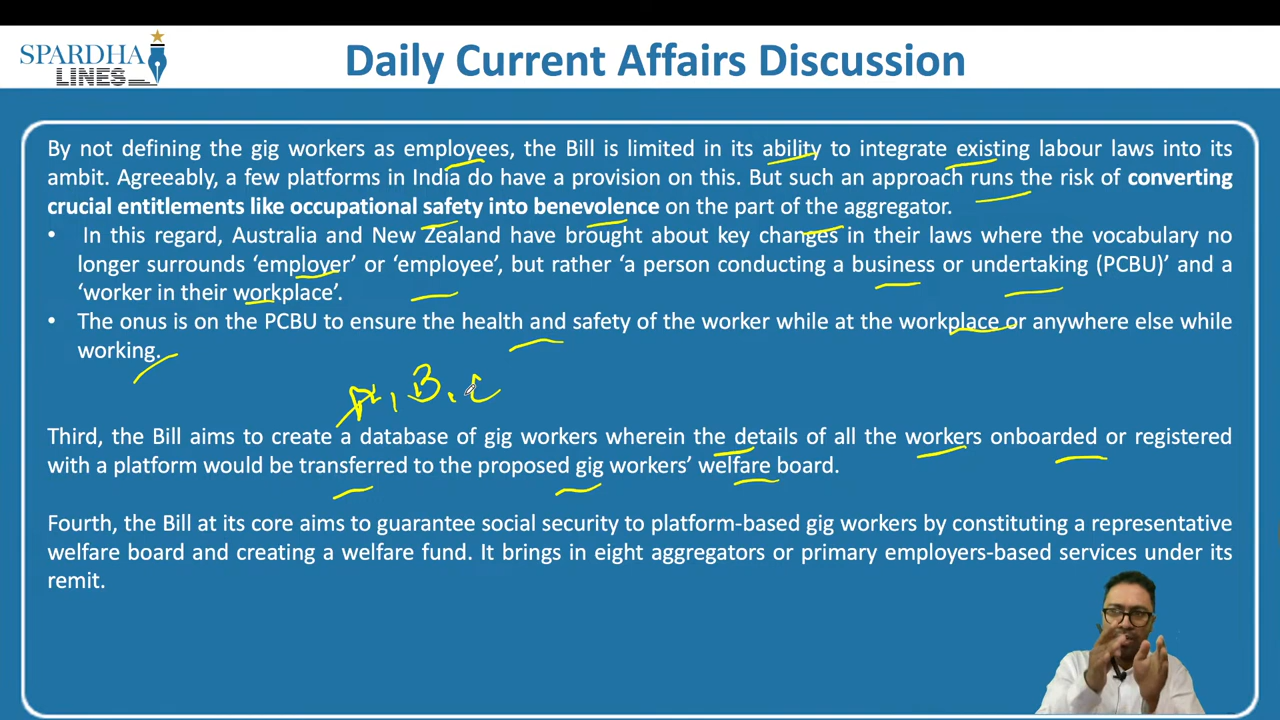 SPARDHA
LINES
Daily Current Affairs Discussion
By not defining the gig workers as employees, the Bill is limited in its ability to integrate existing labour laws into its
ambit. Agreeably, a few platforms in India do have a provision on this. But such an approach runs the risk of converting
crucial entitlements like occupational safety into benevolence on the part of the aggregator.
• In this regard, Australia and New Zealand have brought about key changes in their laws where the vocabulary no
longer surrounds ‘employer’ or ‘employee’, but rather ‘a person conducting a business or undertaking (PCBU)’ and a
‘worker in their workplace’.
• The onus is on the PCBU to ensure the health and safety of the worker while at the workplace or anywhere else while
working.
A, B, C
Third, the Bill aims to create a database of gig workers wherein the details of all the workers onboarded or registered
with a platform would be transferred to the proposed gig workers’ welfare board.
Fourth, the Bill at its core aims to guarantee social security to platform-based gig workers by constituting a representative
welfare board and creating a welfare fund. It brings in eight aggregators or primary employers-based services under its
remit.